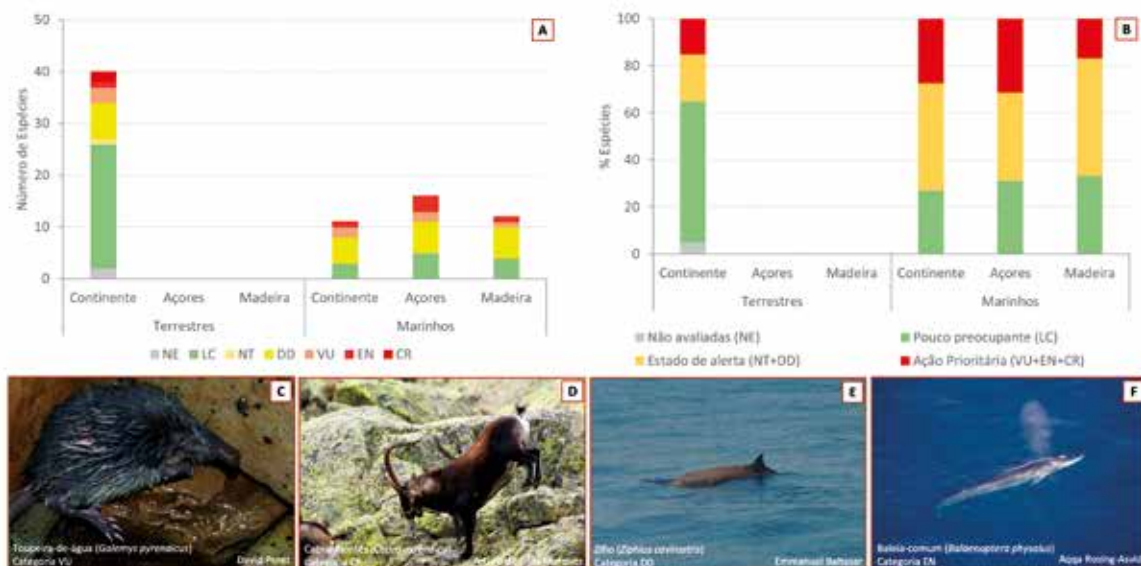 A
50
40
30
20
10
0
Número de Espécies
Continente Açores Madeira Continente Açores Madeira
Terrestres Marinhos
NE LC NT DD VU EN CR
B
100
80
60
40
20
0
% Espécies
Continente Açores Madeira Continente Açores Madeira
Terrestres Marinhos
Não avaliadas (NE) Pouco preocupante (LC)
Estado de alerta (NT+DD) Ação Prioritária (VU+EN+CR)
C
Toupeira-de-água (Galemys pyrenaicus)
Categoria VU David Perez
D
E
Zifio (Ziphius cavirostris)
Categoria DD Emmanuel Baltasar
F
Baleia-comum (Balaenoptera physalus)
Categoria EN